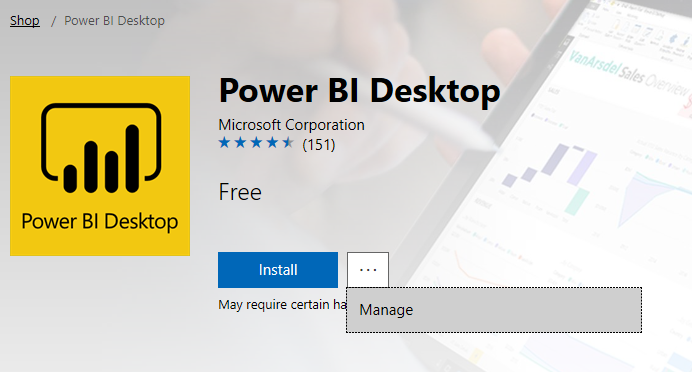 Shop / Power BI Desktop
Power BI Desktop
Power BI Desktop
Microsoft Corporation
(151)
Free
Install ...
May require certain ha
Manage
VanArsdel Sales Overview